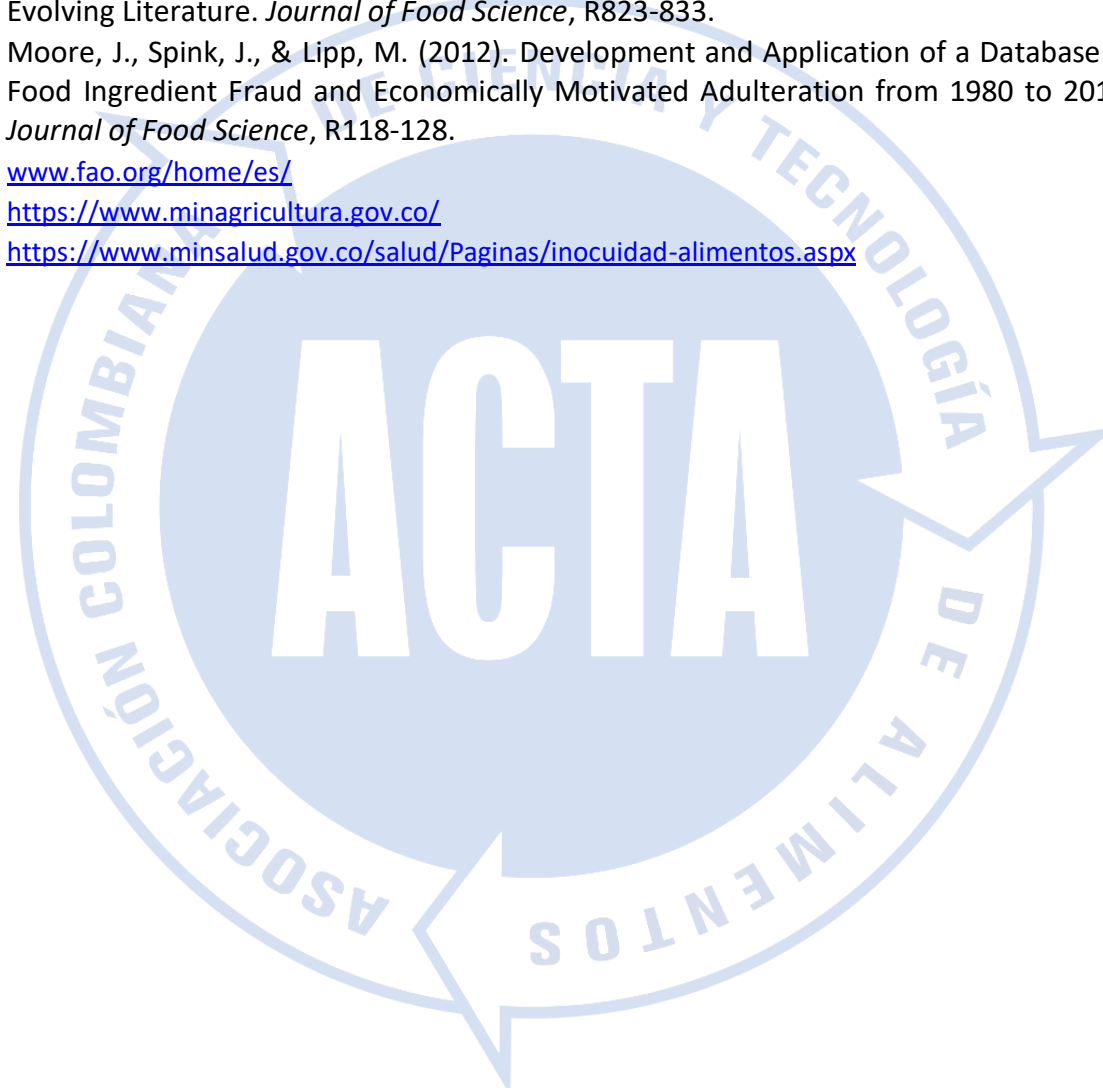 Evolving Literature. Journal of Food Science, R823-833.
Moore, J., Spink, J., & Lipp, M. (2012). Development and Application of a Database
Food Ingredient Fraud and Economically Motivated Adulteration from 1980 to 201
Journal of Food Science, R118-128.
www.fao.org/home/es/
https://www.minagricultura.gov.co/
https://www.minsalud.gov.co/salud/Paginas/inocuidad-alimentos.aspx
ASOCIACIÓN COLOMBIANA DE CIENCIA Y TECNOLOGÍA DE ALIMENTOS
ACTA